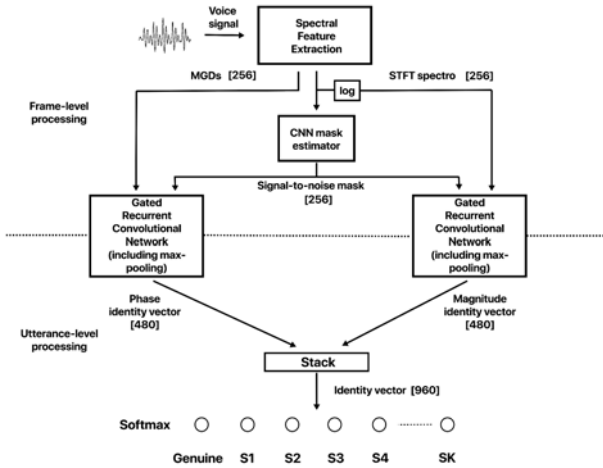 Voice
signal
Spectral
Feature
Extraction
MGDs [256]
log
STFT spectro [256]
Frame-level
processing
CNN mask
estimator
Signal-to-noise mask
[256]
Gated
Recurrent
Convolutional
Network
(including max-
pooling)
Gated
Recurrent
Convolutional
Network
(including max-
pooling)
Phase
identity vector
[480]
Magnitude
identity vector
[480]
Utterance-level
processing
Stack
Identity vector [960]
Softmax
Genuine S1 S2 S3 S4 SK